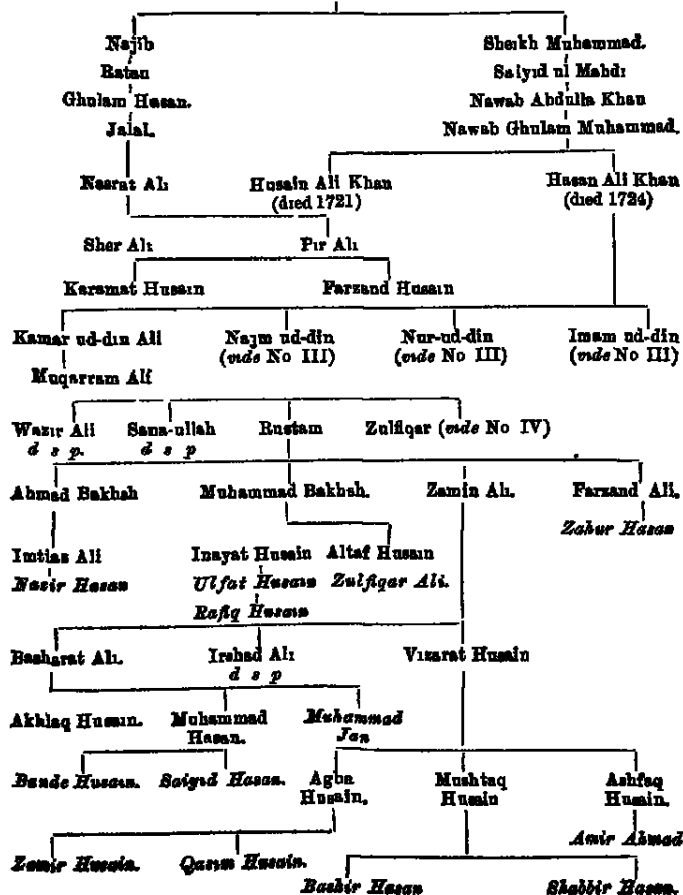 Najib Sheikh Muhammad.
Ratan Saiyid ul Mahdi
Ghulam Hasan. Nawab Abdulla Khan
Jalal. Nawab Ghulam Muhammad.
Nasrat Ali Husain Ali Khan Hasan Ali Khan
(died 1721) (died 1724)
Sher Ali Pir Ali
Karamat Husain Farzand Husain
Kamar ud-din Ali Najm ud-din Nur-ud-din Imam ud-din
(vide No III) (vide No III) (vide No III)
Muqarram Ali
Wazir Ali Sana-ullah Rustam Zulfiqar (vide No IV)
d s p. d s p
Ahmad Bakhsh Muhammad Bakhsh. Zamin Ali. Farzand Ali.
Zahur Hasan
Imtiaz Ali Inayat Husain Altaf Husain
Nazir Hasan Ulfat Husain Zulfiqar Ali.
Rafiq Husain
Basharat Ali. Irshad Ali Vizarat Husain
d s p
Akhlaq Husain. Muhammad Muhammad
Hasan. Jan
Bande Husain. Saiyid Hasan. Agha Mushtaq Ashfaq
Husain. Husain Husain.
Amir Ahmad
Zamir Husain. Qasim Husain.
Bashir Hasan Shabbir Hasan.